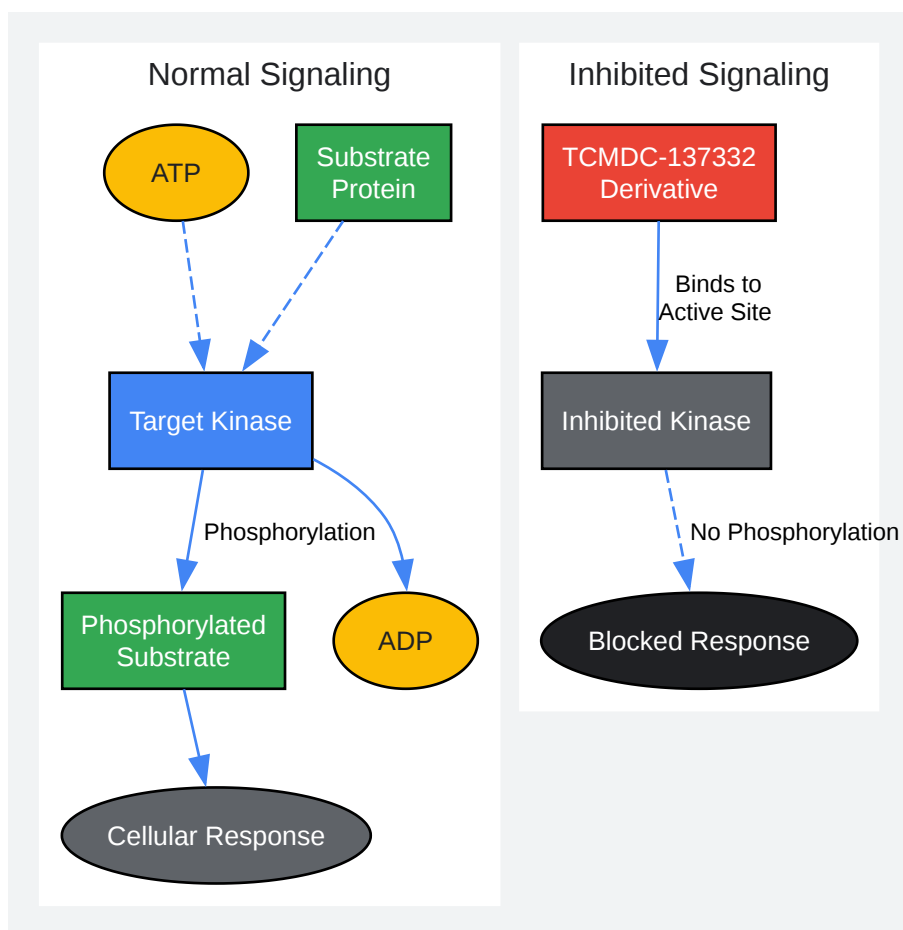 Normal Signaling
ATP
Substrate
Protein
Target Kinase
Phosphorylation
Phosphorylated
Substrate
ADP
Cellular Response
Inhibited Signaling
TCMDC-137332
Derivative
Binds to
Active Site
Inhibited Kinase
No Phosphorylation
Blocked Response